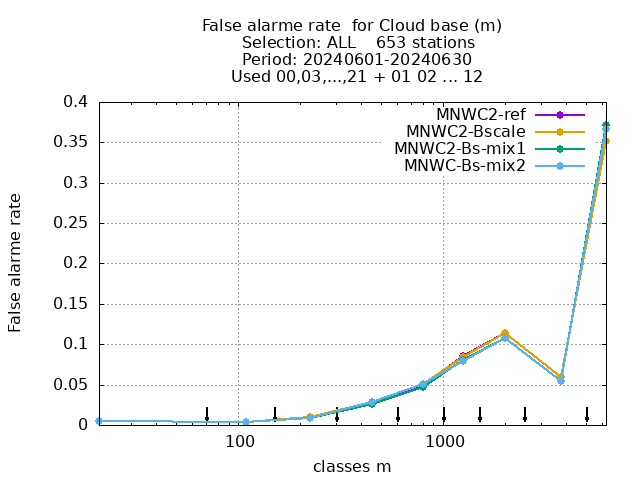 False alarme rate  for Cloud base (m)
Selection: ALL    653 stations
Period: 20240601-20240630
Used 00,03,...,21 + 01 02 ... 12
MNWC2-ref
MNWC2-Bscale
MNWC2-Bs-mix1
MNWC-Bs-mix2
0.4
0.35
0.3
0.25
0.2
0.15
0.1
0.05
0
False alarme rate
100
1000
classes m